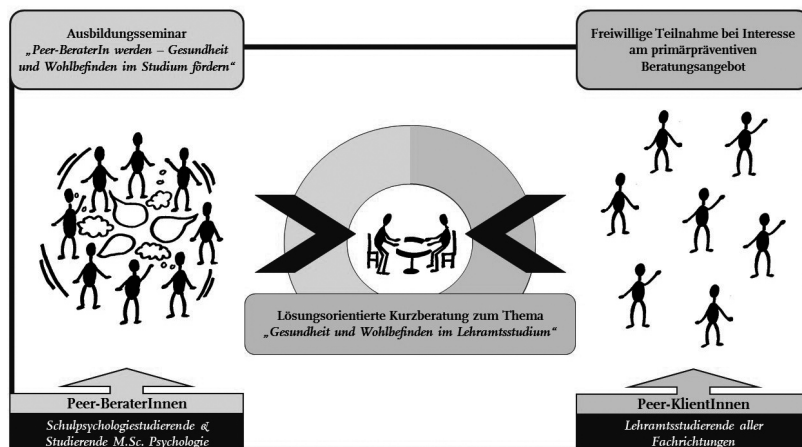 Ausbildungsseminar
„Peer-BeraterIn werden – Gesundheit
und Wohlbefinden im Studium fördern“
Freiwillige Teilnahme bei Interesse
am primärpräventiven
Beratungsangebot
Lösungsorientierte Kurzberatung zum Thema
„Gesundheit und Wohlbefinden im Lehramtsstudium“
Peer-BeraterInnen
Schulpsychologiestudierende &
Studierende M.Sc. Psychologie
Peer-KlientInnen
Lehramtsstudierende aller
Fachrichtungen